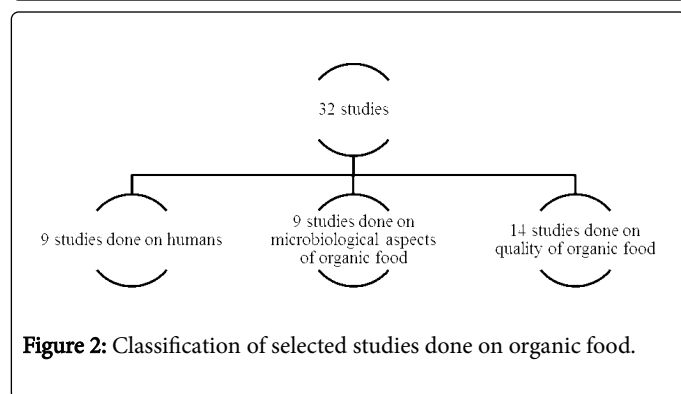 32 studies
9 studies done on humans
9 studies done on
microbiological aspects
of organic food
14 studies done on
quality of organic food
Figure 2: Classification of selected studies done on organic food.